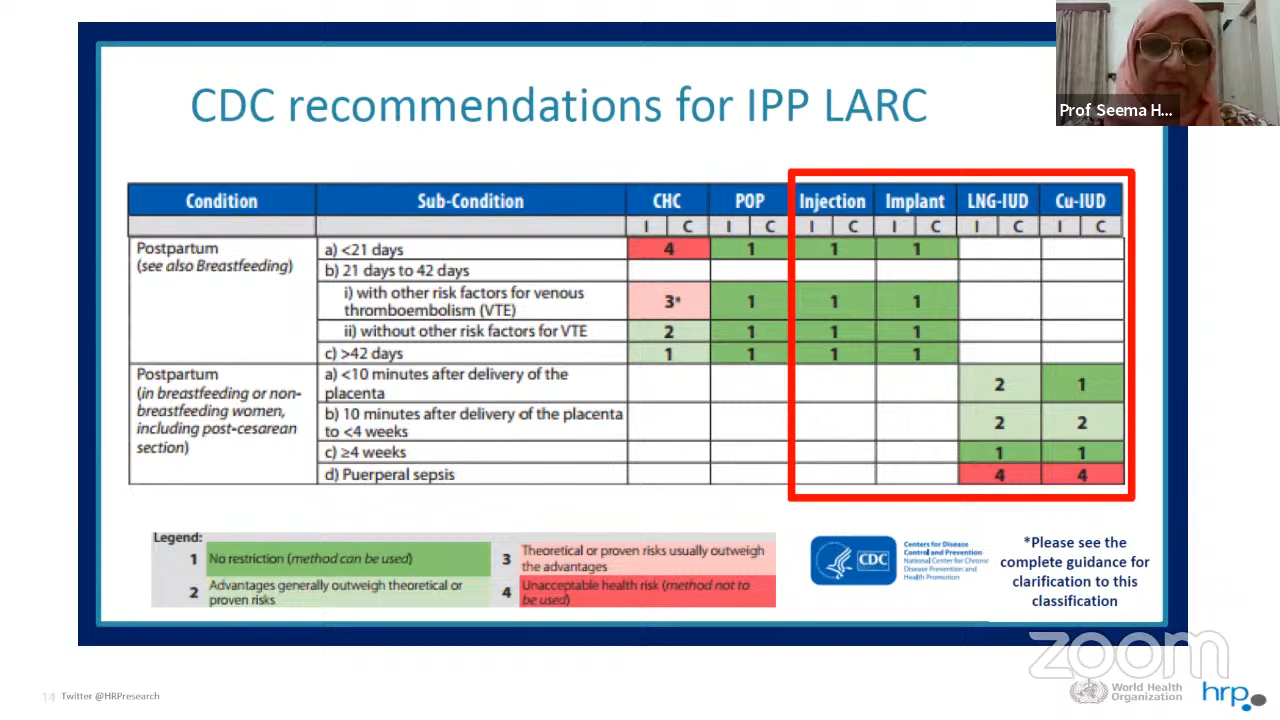 CDC recommendations for IPP LARC
Prof Seema H...
Condition Sub-Condition CHC POP Injection Implant LNG-IUD Cu-IUD
I C I C I C I C I C I C
Postpartum
(see also Breastfeeding)
a) <21 days 4 1 1 1
b) 21 days to 42 days
i) with other risk factors for venous
thromboembolism (VTE) 3* 1 1 1
ii) without other risk factors for VTE 2 1 1 1
c) >42 days 1 1 1 1
Postpartum
(in breastfeeding or non-
breastfeeding women,
including post-cesarean
section)
a) <10 minutes after delivery of the
placenta 2 1
b) 10 minutes after delivery of the placenta
to <4 weeks 2 2
c) ≥4 weeks 1 1
d) Puerperal sepsis 4 4
Legend:
1 No restriction (method can be used)
2 Advantages generally outweigh theoretical or
proven risks
3 Theoretical or proven risks usually outweigh
the advantages
4 Unacceptable health risk (method not to
be used)
CDC
Centers for Disease
Control and Prevention
National Center for Chronic
Disease Prevention and
Health Promotion
*Please see the
complete guidance for
clarification to this
classification
zoom
14 Twitter @HRPresearch
World Health
Organization
hrp